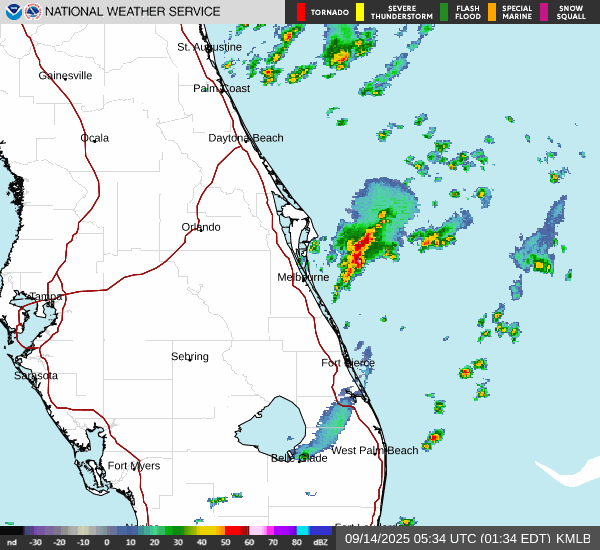 NATIONAL WEATHER SERVICE
TORNADO
SEVERE THUNDERSTORM
FLASH FLOOD
SPECIAL MARINE
SNOW SQUALL
St. Augustine
Gainesville
Palm Coast
Ocala
Daytona Beach
Orlando
Melbourne
Tampa
Sebring
Fort Pierce
Sarasota
West Palm Beach
Belle Glade
Fort Myers
nd -30 -20 -10 0 10 20 30 40 50 60 70 80 dBZ
09/14/2025 05:34 UTC (01:34 EDT) KMLB